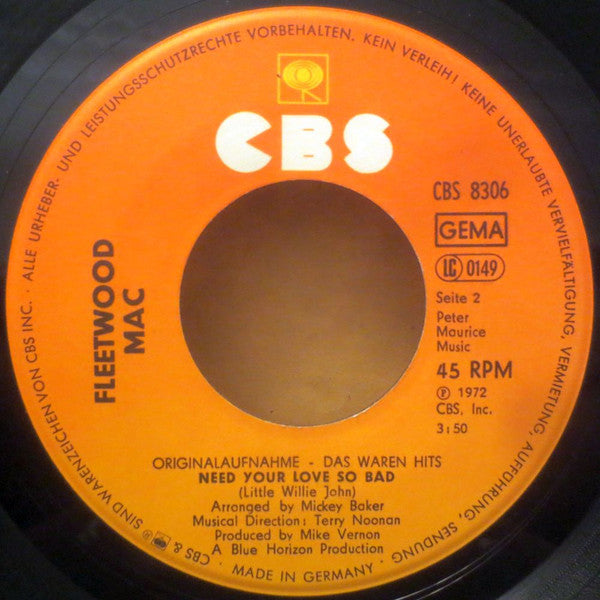 ALLE URHEBER- UND LEISTUNGSSCHUTZRECHTE VORBEHALTEN. KEIN VERLEIH! KEINE UNERLAUBTE VERVIELFÄLTIGUNG, VERMIETUNG, AUFFÜHRUNG, SENDUNG
CBS
CBS 8306
GEMA
LC 0149
Seite 2
Peter
Maurice
Music
45 RPM
℗ 1972
CBS, Inc.
3:50
FLEETWOOD
MAC
ORIGINALAUFNAHME - DAS WAREN HITS
NEED YOUR LOVE SO BAD
(Little Willie John)
Arranged by Mickey Baker
Musical Direction: Terry Noonan
Produced by Mike Vernon
A Blue Horizon Production
CBS & SIND WARENZEICHEN VON CBS INC. ·
· MADE IN GERMANY ·